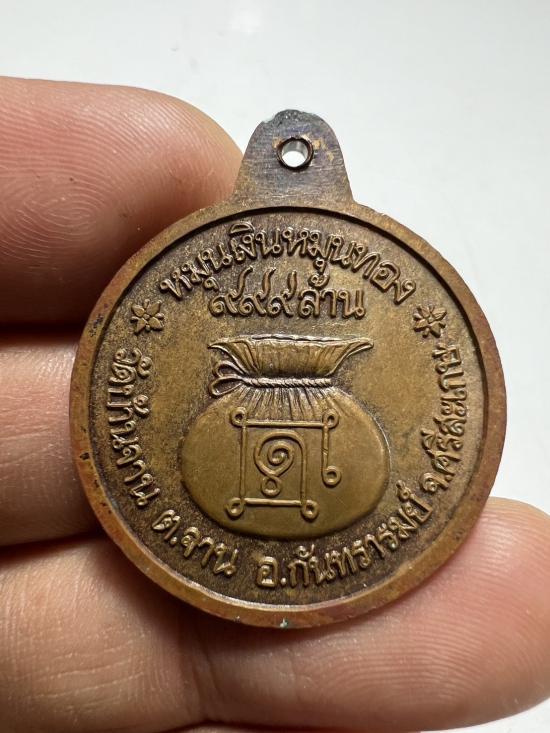 หมุนเงินหมุนทอง
๙๙๙ล้าน
วัดบ้านจาน ต.จาน อ.กันทรารมย์ จ.ศรีสะเกษ